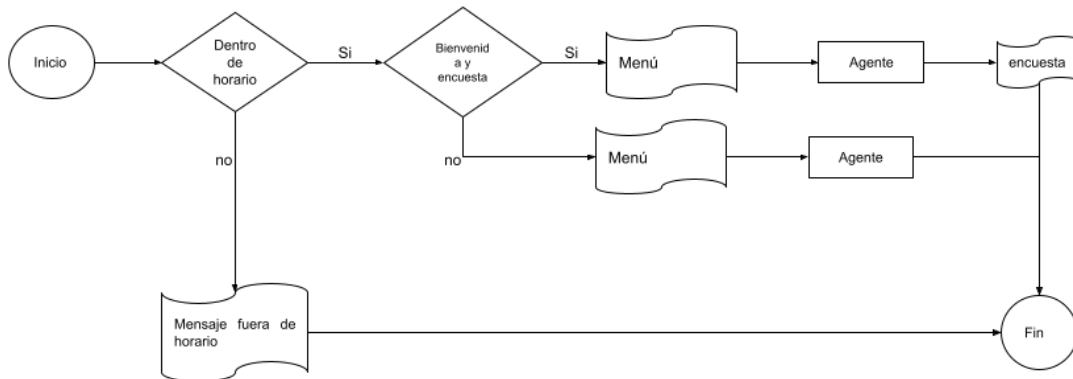 Inicio
Dentro
de
horario
Si
Bienvenid
a y
encuesta
Si
Menú
Agente
encuesta
no
no
Menú
Agente
Mensaje fuera de
horario
Fin